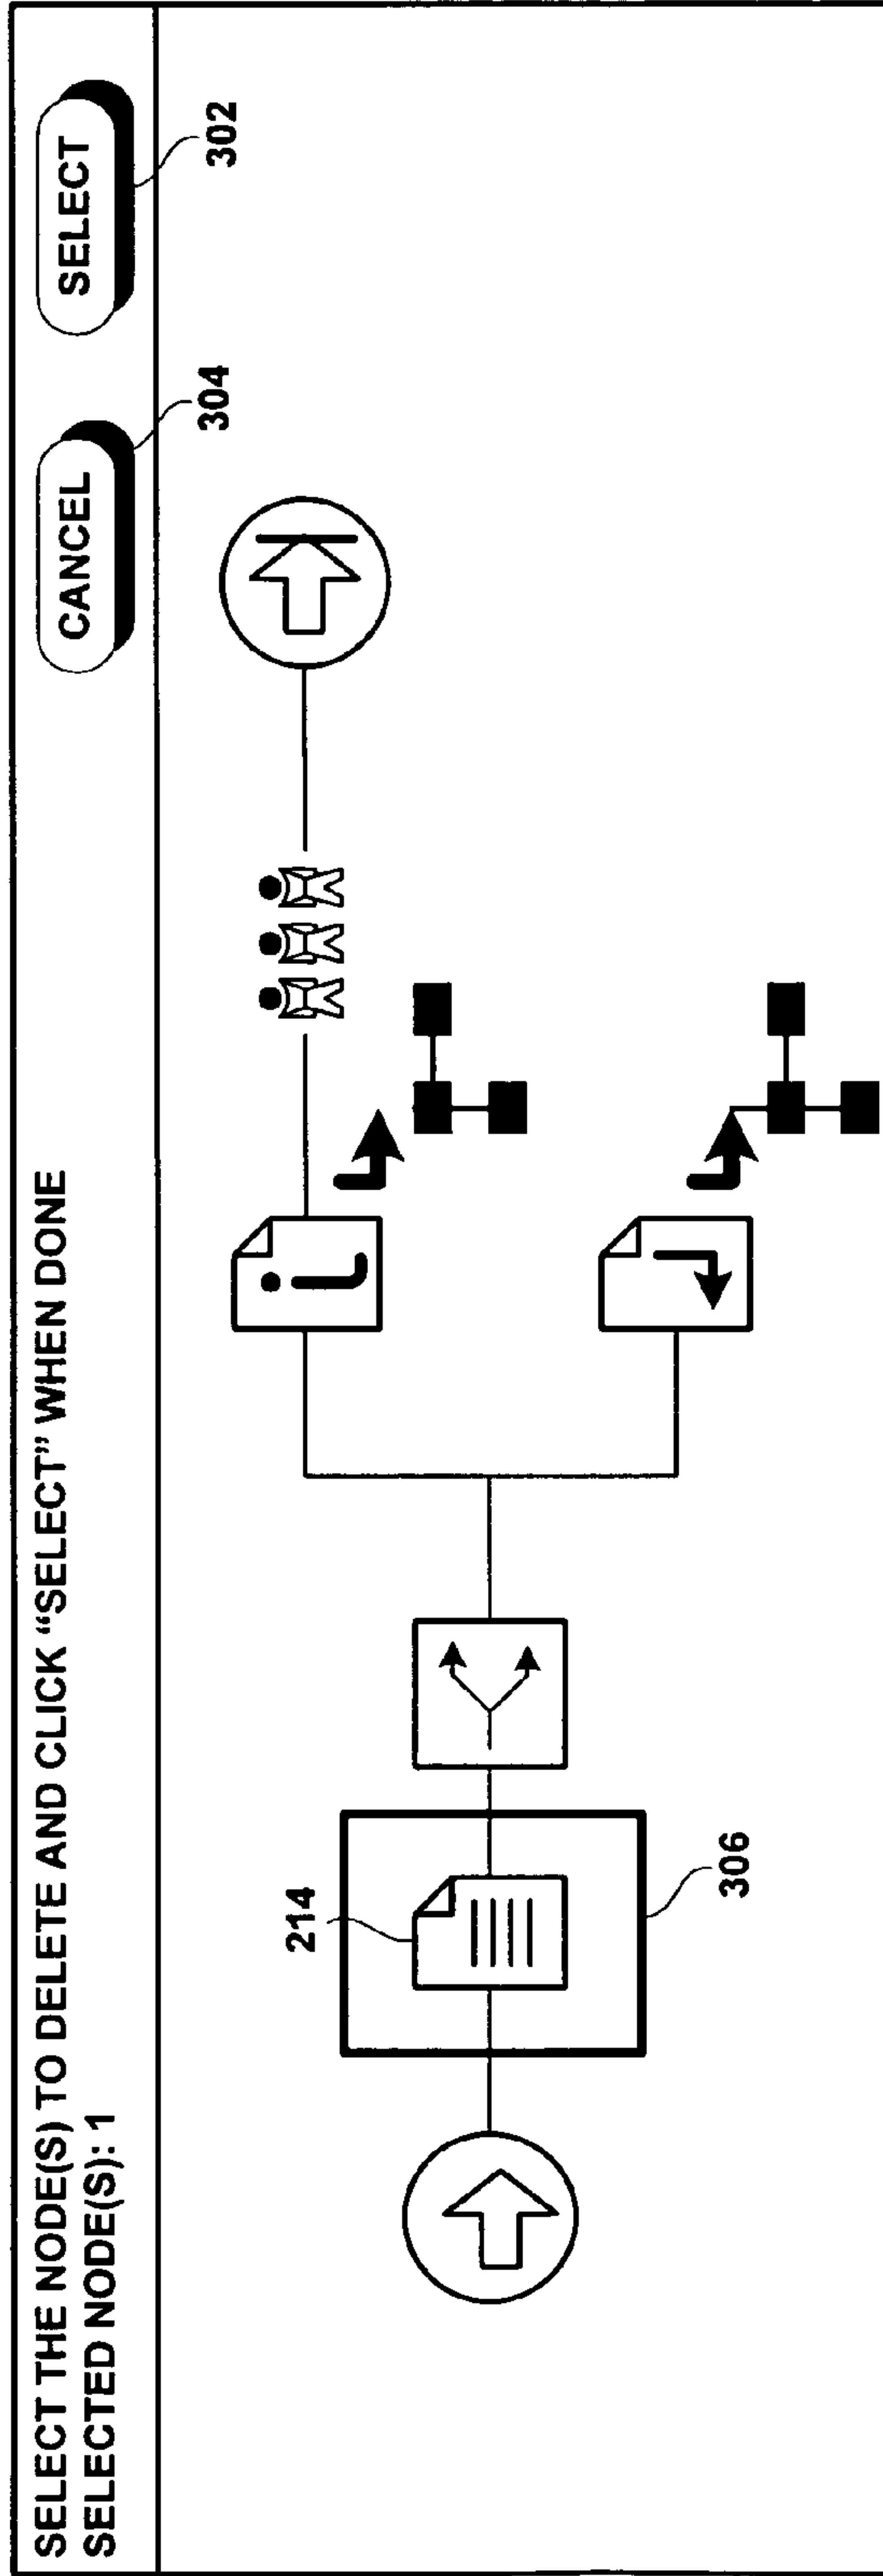 SELECT THE NODE(S) TO DELETE AND CLICK “SELECT” WHEN DONE
SELECTED NODE(S): 1
CANCEL
SELECT
304
302
214
306